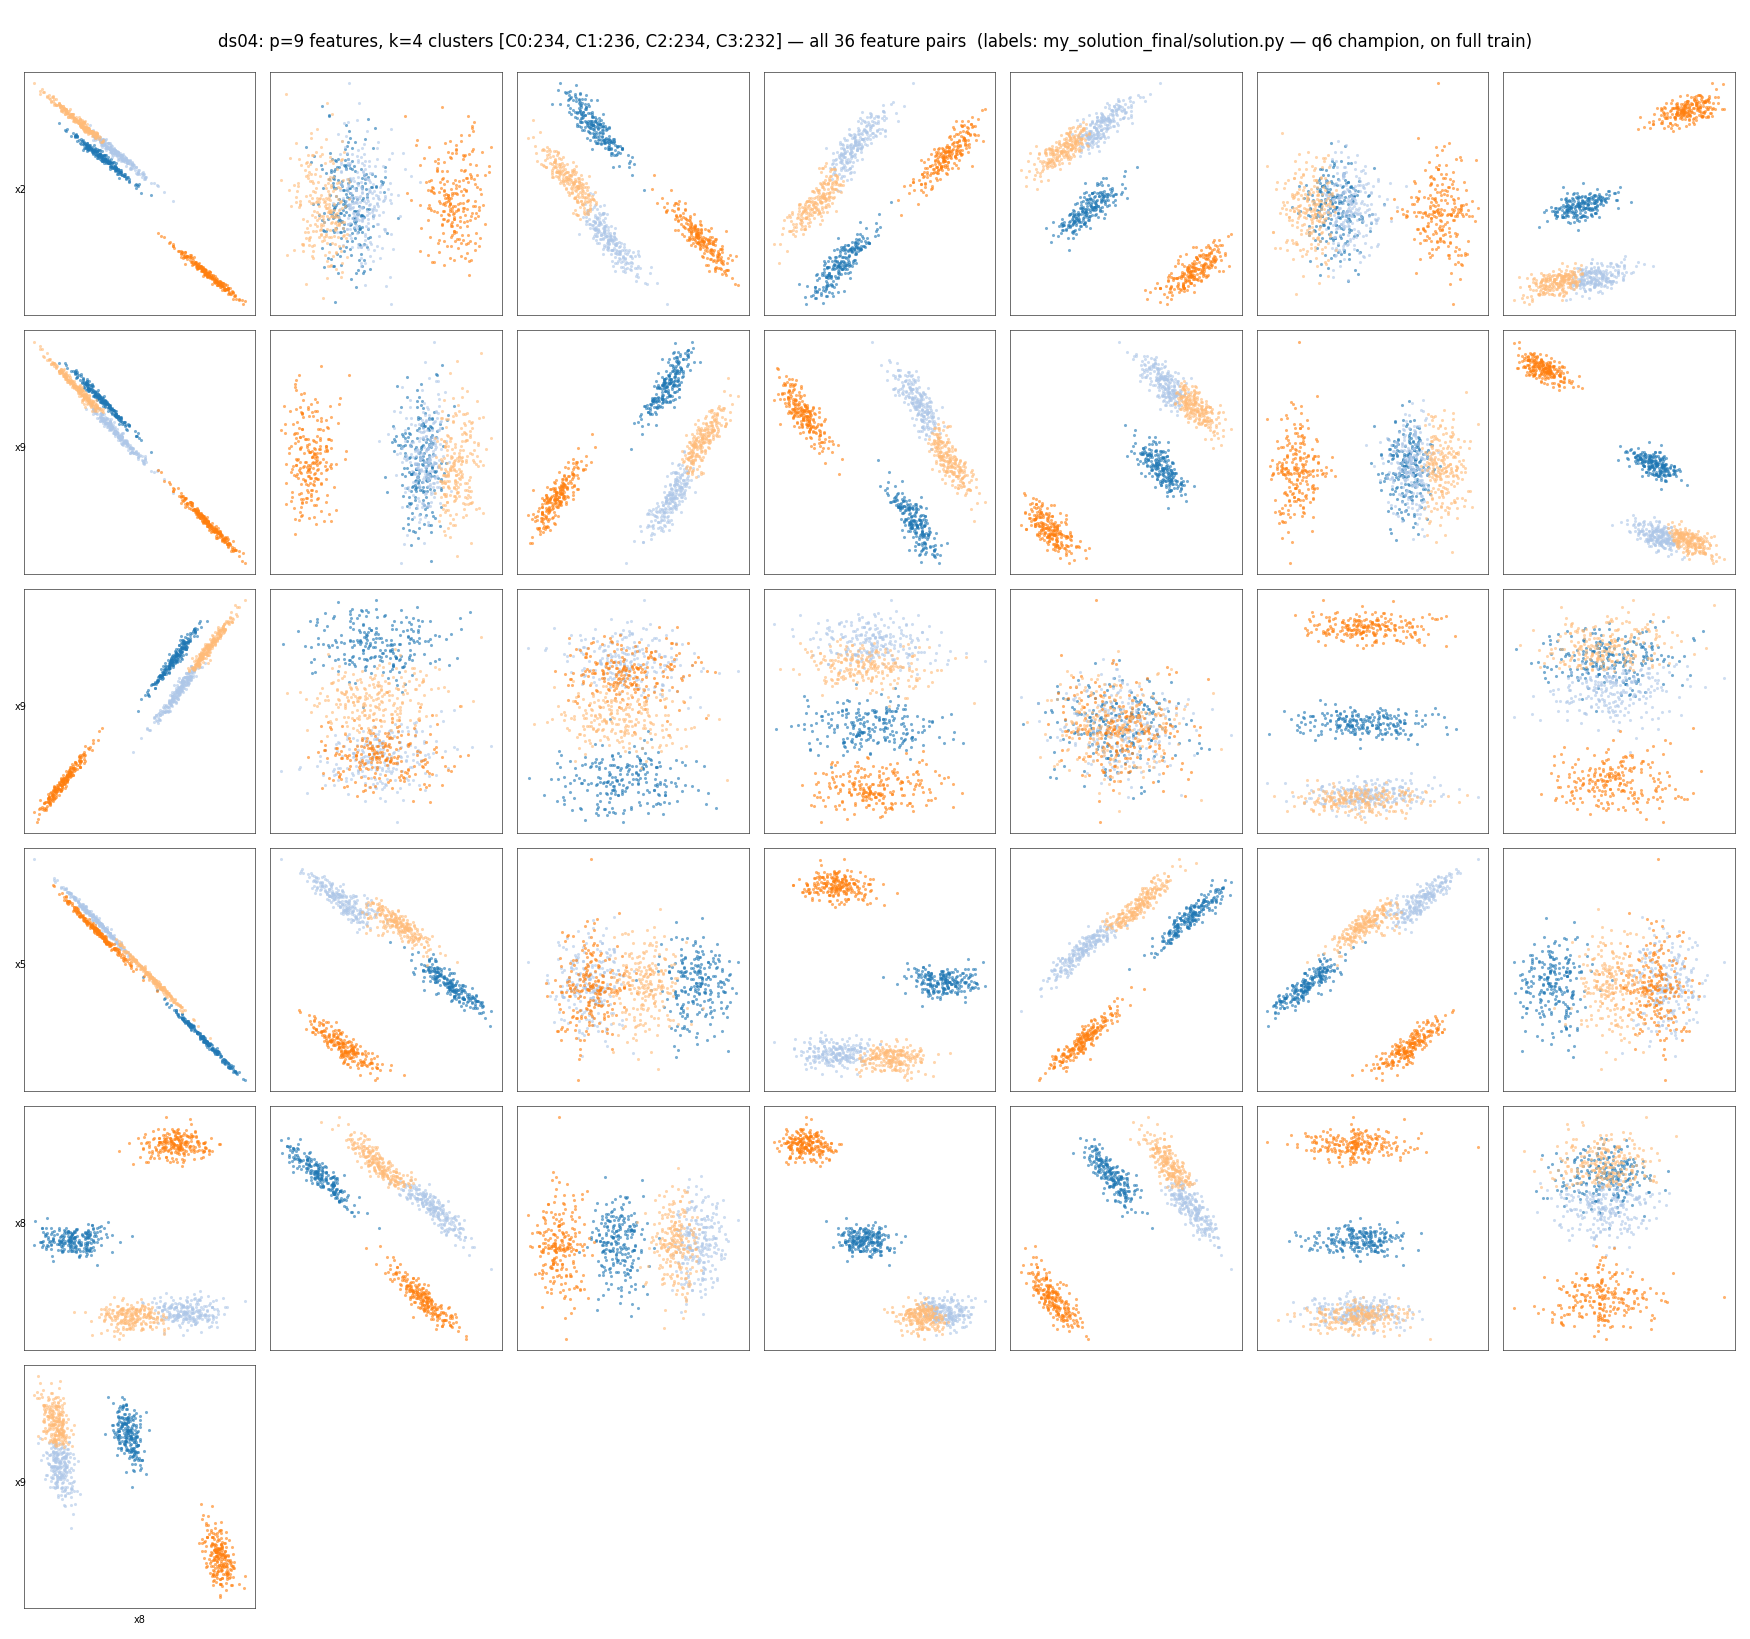 ds04: p=9 features, k=4 clusters [C0:234, C1:236, C2:234, C3:232] — all 36 feature pairs (labels: my_solution_final/solution.py — q6 champion, on full train)
x2
x9
x9
x5
x8
x9
x8